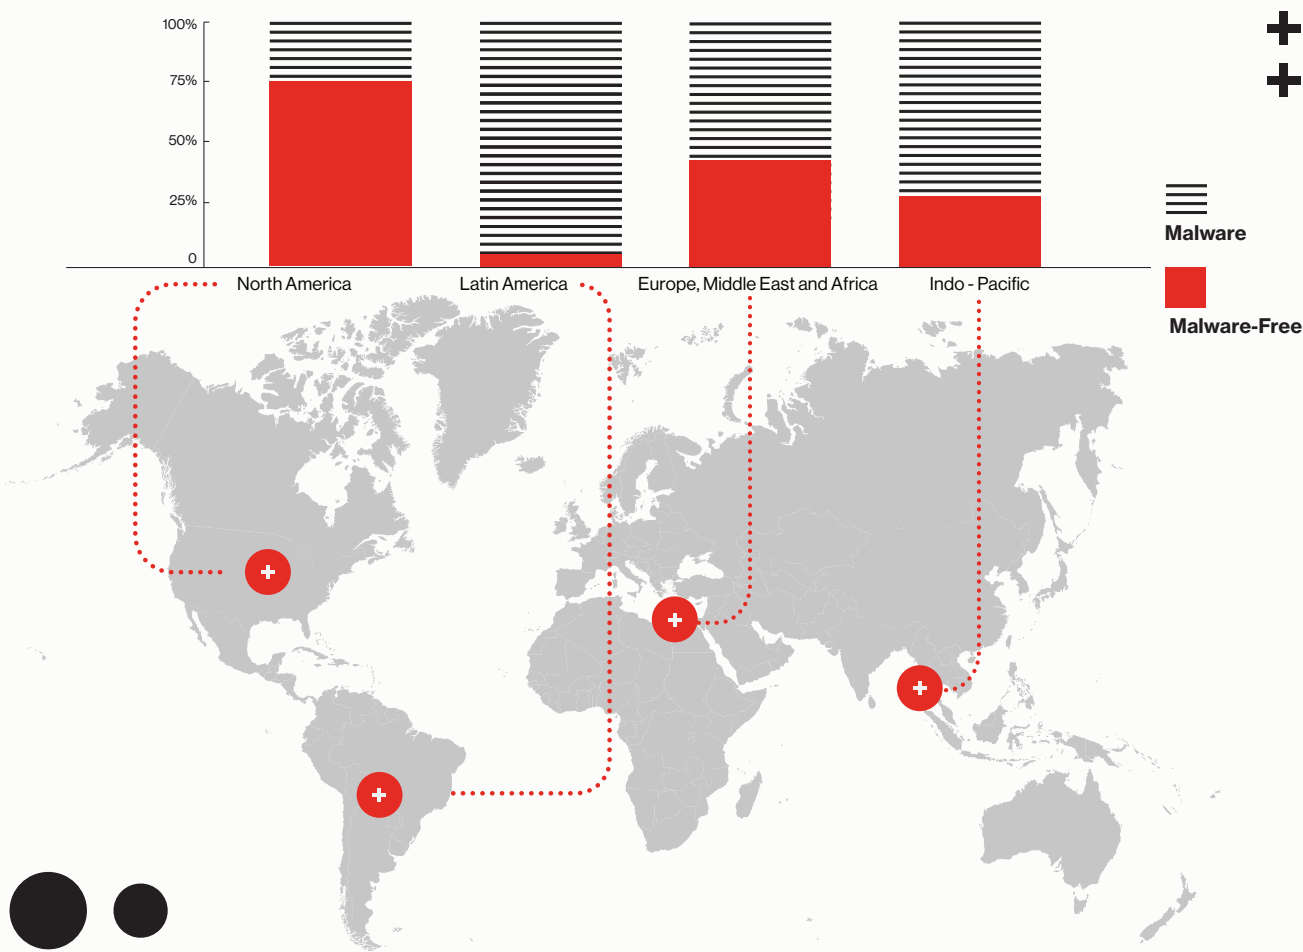 100%
75%
50%
25%
0
North America
Latin America
Europe, Middle East and Africa
Indo - Pacific
Malware
Malware-Free